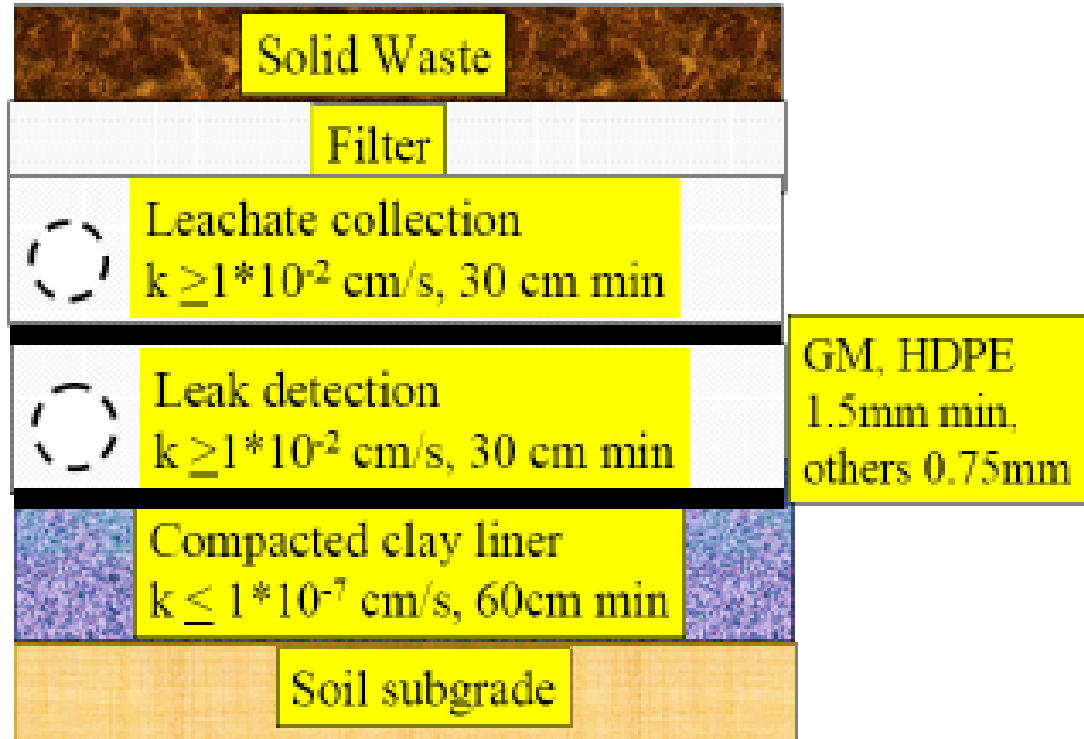 Solid Waste
Filter
Leachate collection
k ≥1*10⁻² cm/s, 30 cm min
GM, HDPE
1.5mm min,
others 0.75mm
Leak detection
k ≥1*10⁻² cm/s, 30 cm min
Compacted clay liner
k ≤ 1*10⁻⁷ cm/s, 60cm min
Soil subgrade